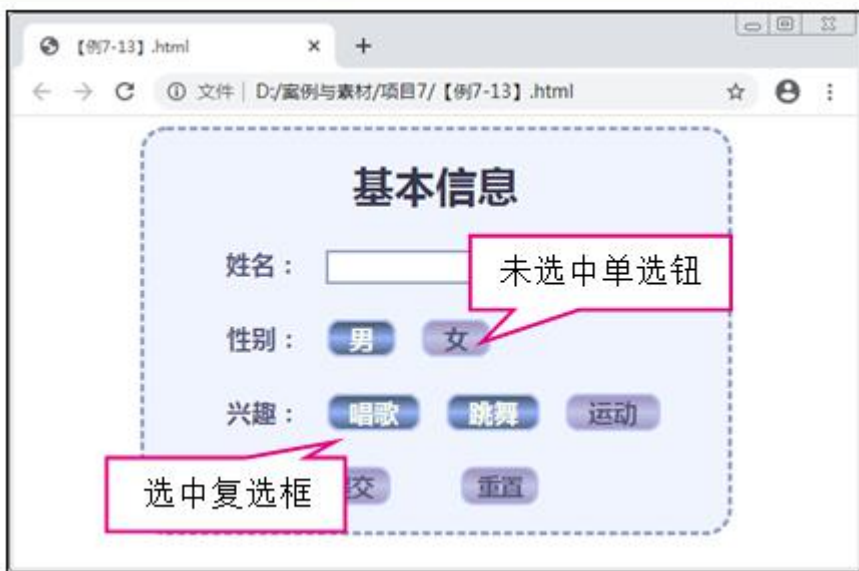 【例7-13】.html
文件 | D:/案例与素材/项目7/【例7-13】.html
基本信息
姓名：
未选中单选钮
性别： 男 女
兴趣： 唱歌 跳舞 运动
选中复选框
交 重置